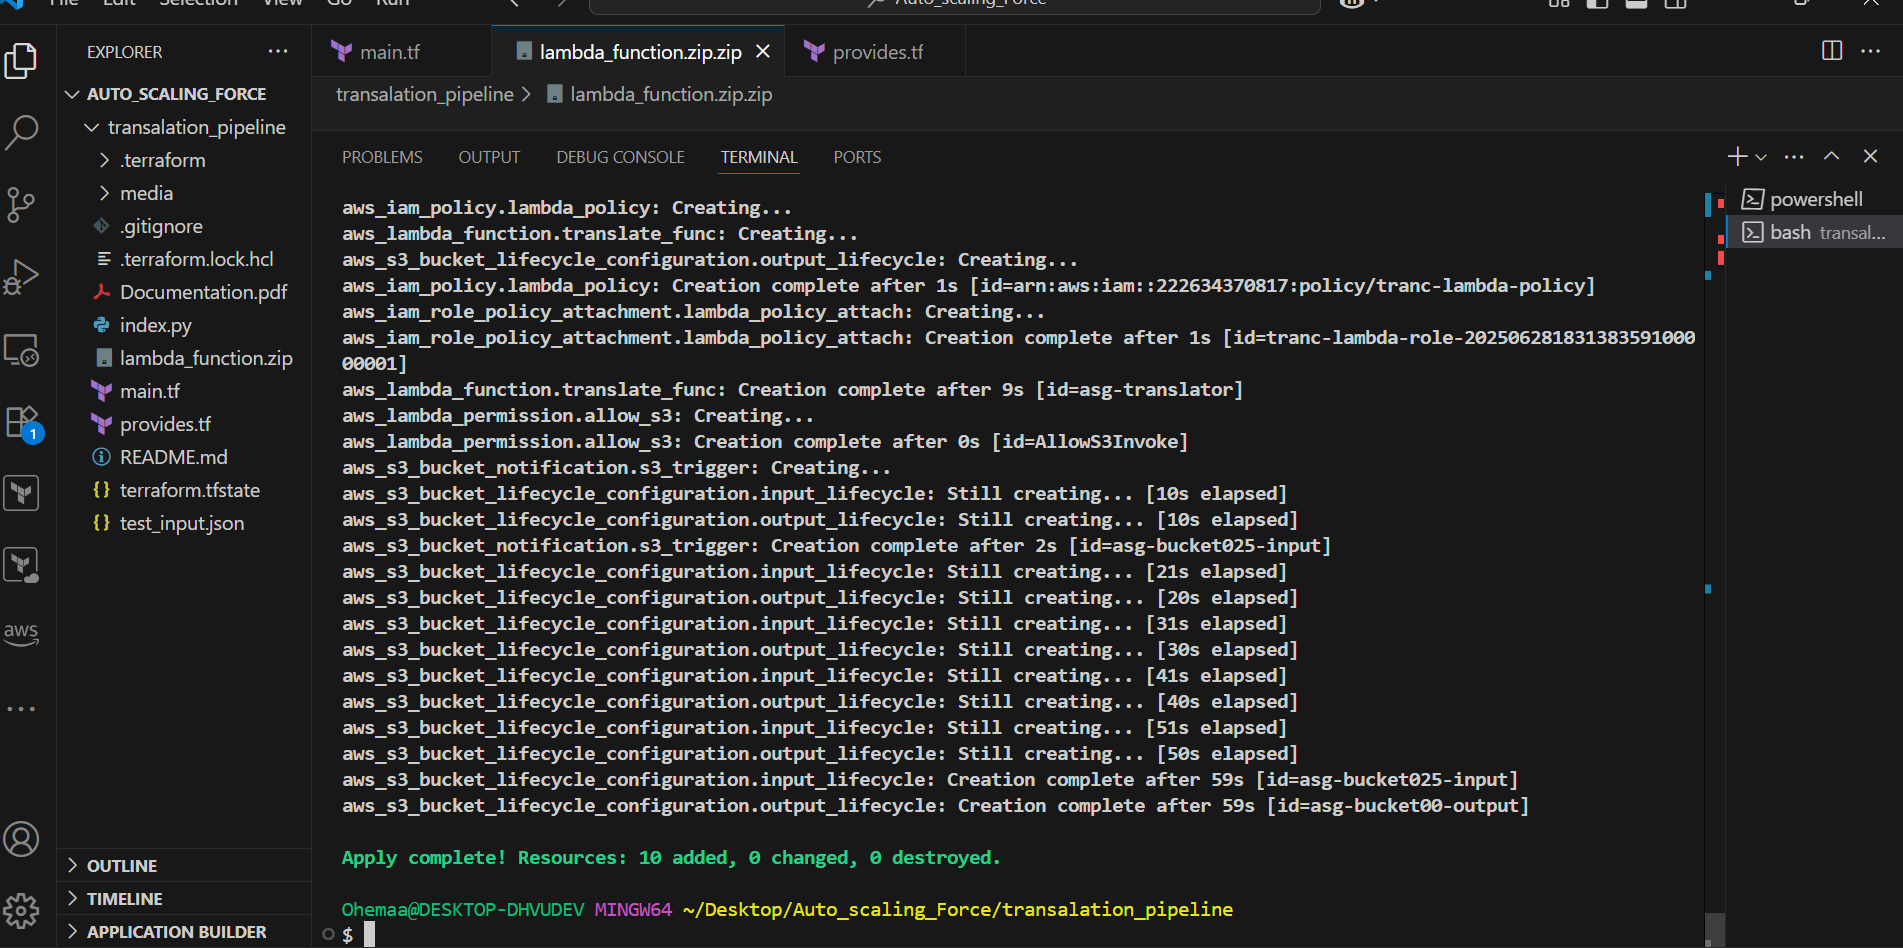 File Edit Selection View Go Run
Auto_scaling_Force
EXPLORER
AUTO_SCALING_FORCE
transalation_pipeline
.terraform
media
.gitignore
.terraform.lock.hcl
Documentation.pdf
index.py
lambda_function.zip
main.tf
provides.tf
README.md
terraform.tfstate
test_input.json
OUTLINE
TIMELINE
APPLICATION BUILDER
1
aws
main.tf
lambda_function.zip.zip
provides.tf
transalation_pipeline > lambda_function.zip.zip
PROBLEMS OUTPUT DEBUG CONSOLE TERMINAL PORTS
aws_iam_policy.lambda_policy: Creating...
aws_lambda_function.translate_func: Creating...
aws_s3_bucket_lifecycle_configuration.output_lifecycle: Creating...
aws_iam_policy.lambda_policy: Creation complete after 1s [id=arn:aws:iam::222634370817:policy/tranc-lambda-policy]
aws_iam_role_policy_attachment.lambda_policy_attach: Creating...
aws_iam_role_policy_attachment.lambda_policy_attach: Creation complete after 1s [id=tranc-lambda-role-202506281831383591000
00001]
aws_lambda_function.translate_func: Creation complete after 9s [id=asg-translator]
aws_lambda_permission.allow_s3: Creating...
aws_lambda_permission.allow_s3: Creation complete after 0s [id=AllowS3Invoke]
aws_s3_bucket_notification.s3_trigger: Creating...
aws_s3_bucket_lifecycle_configuration.input_lifecycle: Still creating... [10s elapsed]
aws_s3_bucket_lifecycle_configuration.output_lifecycle: Still creating... [10s elapsed]
aws_s3_bucket_notification.s3_trigger: Creation complete after 2s [id=asg-bucket025-input]
aws_s3_bucket_lifecycle_configuration.input_lifecycle: Still creating... [21s elapsed]
aws_s3_bucket_lifecycle_configuration.output_lifecycle: Still creating... [20s elapsed]
aws_s3_bucket_lifecycle_configuration.input_lifecycle: Still creating... [31s elapsed]
aws_s3_bucket_lifecycle_configuration.output_lifecycle: Still creating... [30s elapsed]
aws_s3_bucket_lifecycle_configuration.input_lifecycle: Still creating... [41s elapsed]
aws_s3_bucket_lifecycle_configuration.output_lifecycle: Still creating... [40s elapsed]
aws_s3_bucket_lifecycle_configuration.input_lifecycle: Still creating... [51s elapsed]
aws_s3_bucket_lifecycle_configuration.output_lifecycle: Still creating... [50s elapsed]
aws_s3_bucket_lifecycle_configuration.input_lifecycle: Creation complete after 59s [id=asg-bucket025-input]
aws_s3_bucket_lifecycle_configuration.output_lifecycle: Creation complete after 59s [id=asg-bucket00-output]
Apply complete! Resources: 10 added, 0 changed, 0 destroyed.
Ohemaa@DESKTOP-DHVUDEV MINGW64 ~/Desktop/Auto_scaling_Force/transalation_pipeline
$
powershell
bash transal...